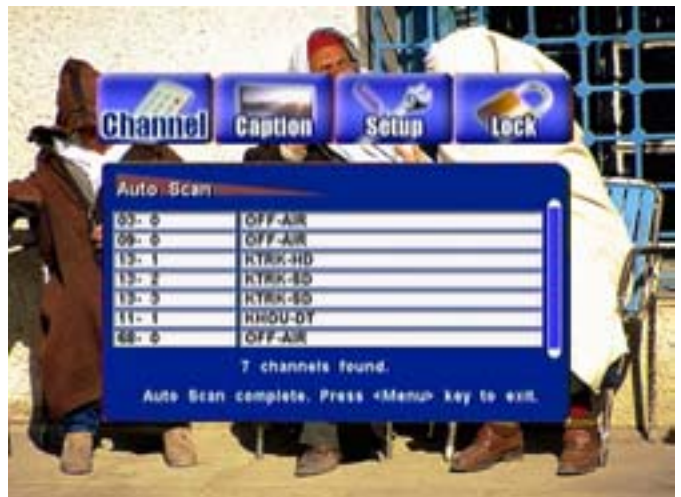 Channel Caption Setup Lock
Auto Scan
03- 0 OFF-AIR
09- 0 OFF-AIR
13- 1 KTRK-HD
13- 2 KTRK-SD
13- 3 KTRK-SD
11- 1 KHOU-DT
68- 0 OFF-AIR
7 channels found.
Auto Scan complete. Press <Menu> key to exit.